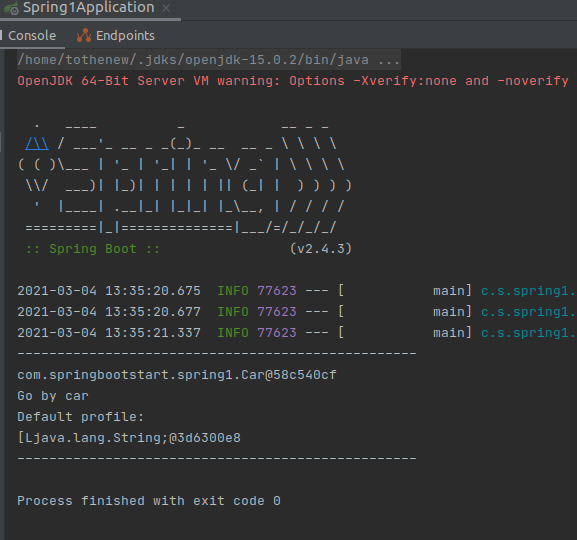 Spring1Application
Console Endpoints
/home/tothenew/.jdks/openjdk-15.0.2/bin/java ...
OpenJDK 64-Bit Server VM warning: Options -Xverify:none and -noverify
  .   ____          _            __ _ _
 /\\ / ___'_ __ _ _(_)_ __  __ _ \ \ \ \
( ( )\___ | '_ | '_| | '_ \/ _` | \ \ \ \
 \\/  ___)| |_)| | | | | || (_| |  ) ) ) )
  '  |____| .__|_| |_|_| |_\__, | / / / /
 =========|_|==============|___/=/_/_/_/
 :: Spring Boot ::                (v2.4.3)
2021-03-04 13:35:20.675  INFO 77623 --- [           main] c.s.spring1.
2021-03-04 13:35:20.677  INFO 77623 --- [           main] c.s.spring1.
2021-03-04 13:35:21.337  INFO 77623 --- [           main] c.s.spring1.
--------------------------------------------------
com.springbootstart.spring1.Car@58c540cf
Go by car
Default profile:
[Ljava.lang.String;@3d6300e8
--------------------------------------------------
Process finished with exit code 0